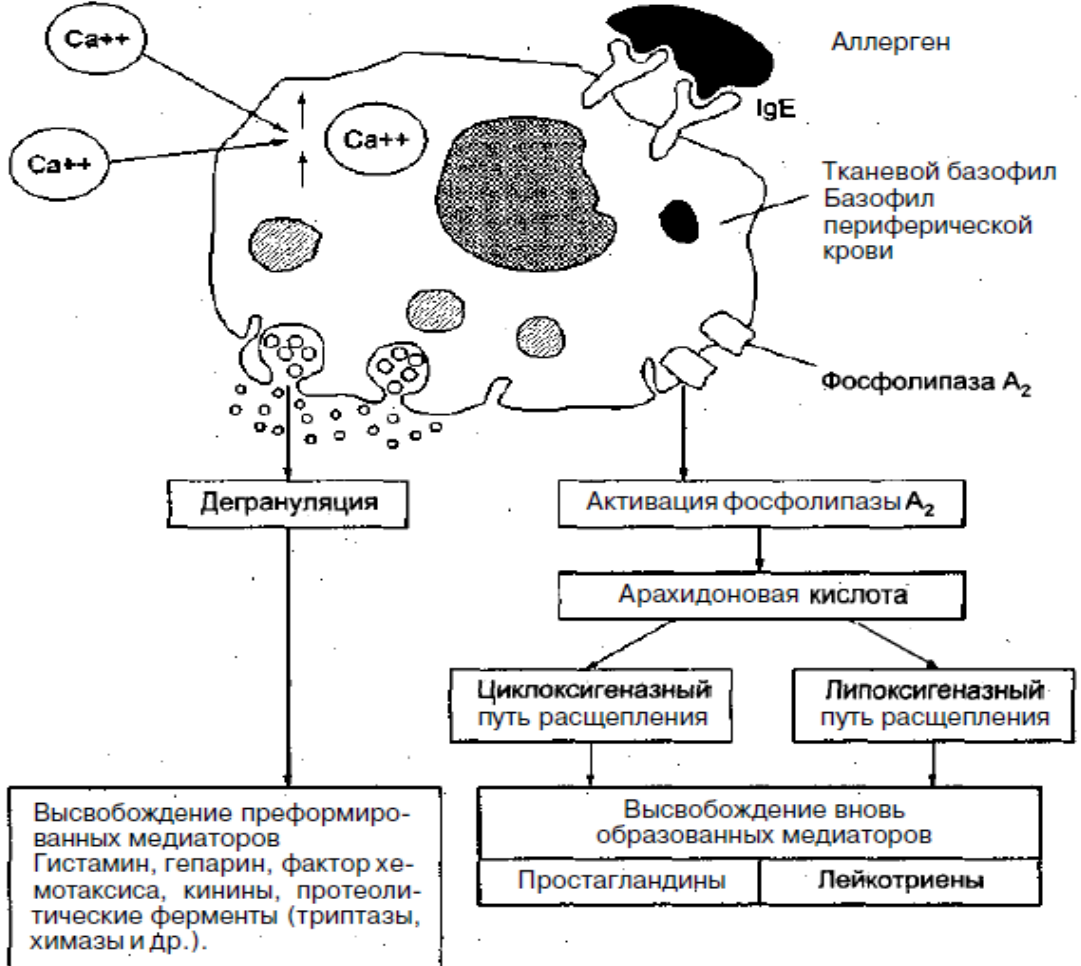 Ca++
Аллерген
IgE
Ca++
Ca++
Тканевой базофил
Базофил
периферической
крови
Фосфолипаза A₂
Дегрануляция
Активация фосфолипазы A₂
Арахидоновая кислота
Циклоксигеназный
путь расщепления
Липоксигеназный
путь расщепления
Высвобождение преформиро-
ванных медиаторов
Гистамин, гепарин, фактор хе-
мотаксиса, кинины, протеоли-
тические ферменты (триптазы,
химазы и др.).
Высвобождение вновь
образованных медиаторов
Простагландины
Лейкотриены